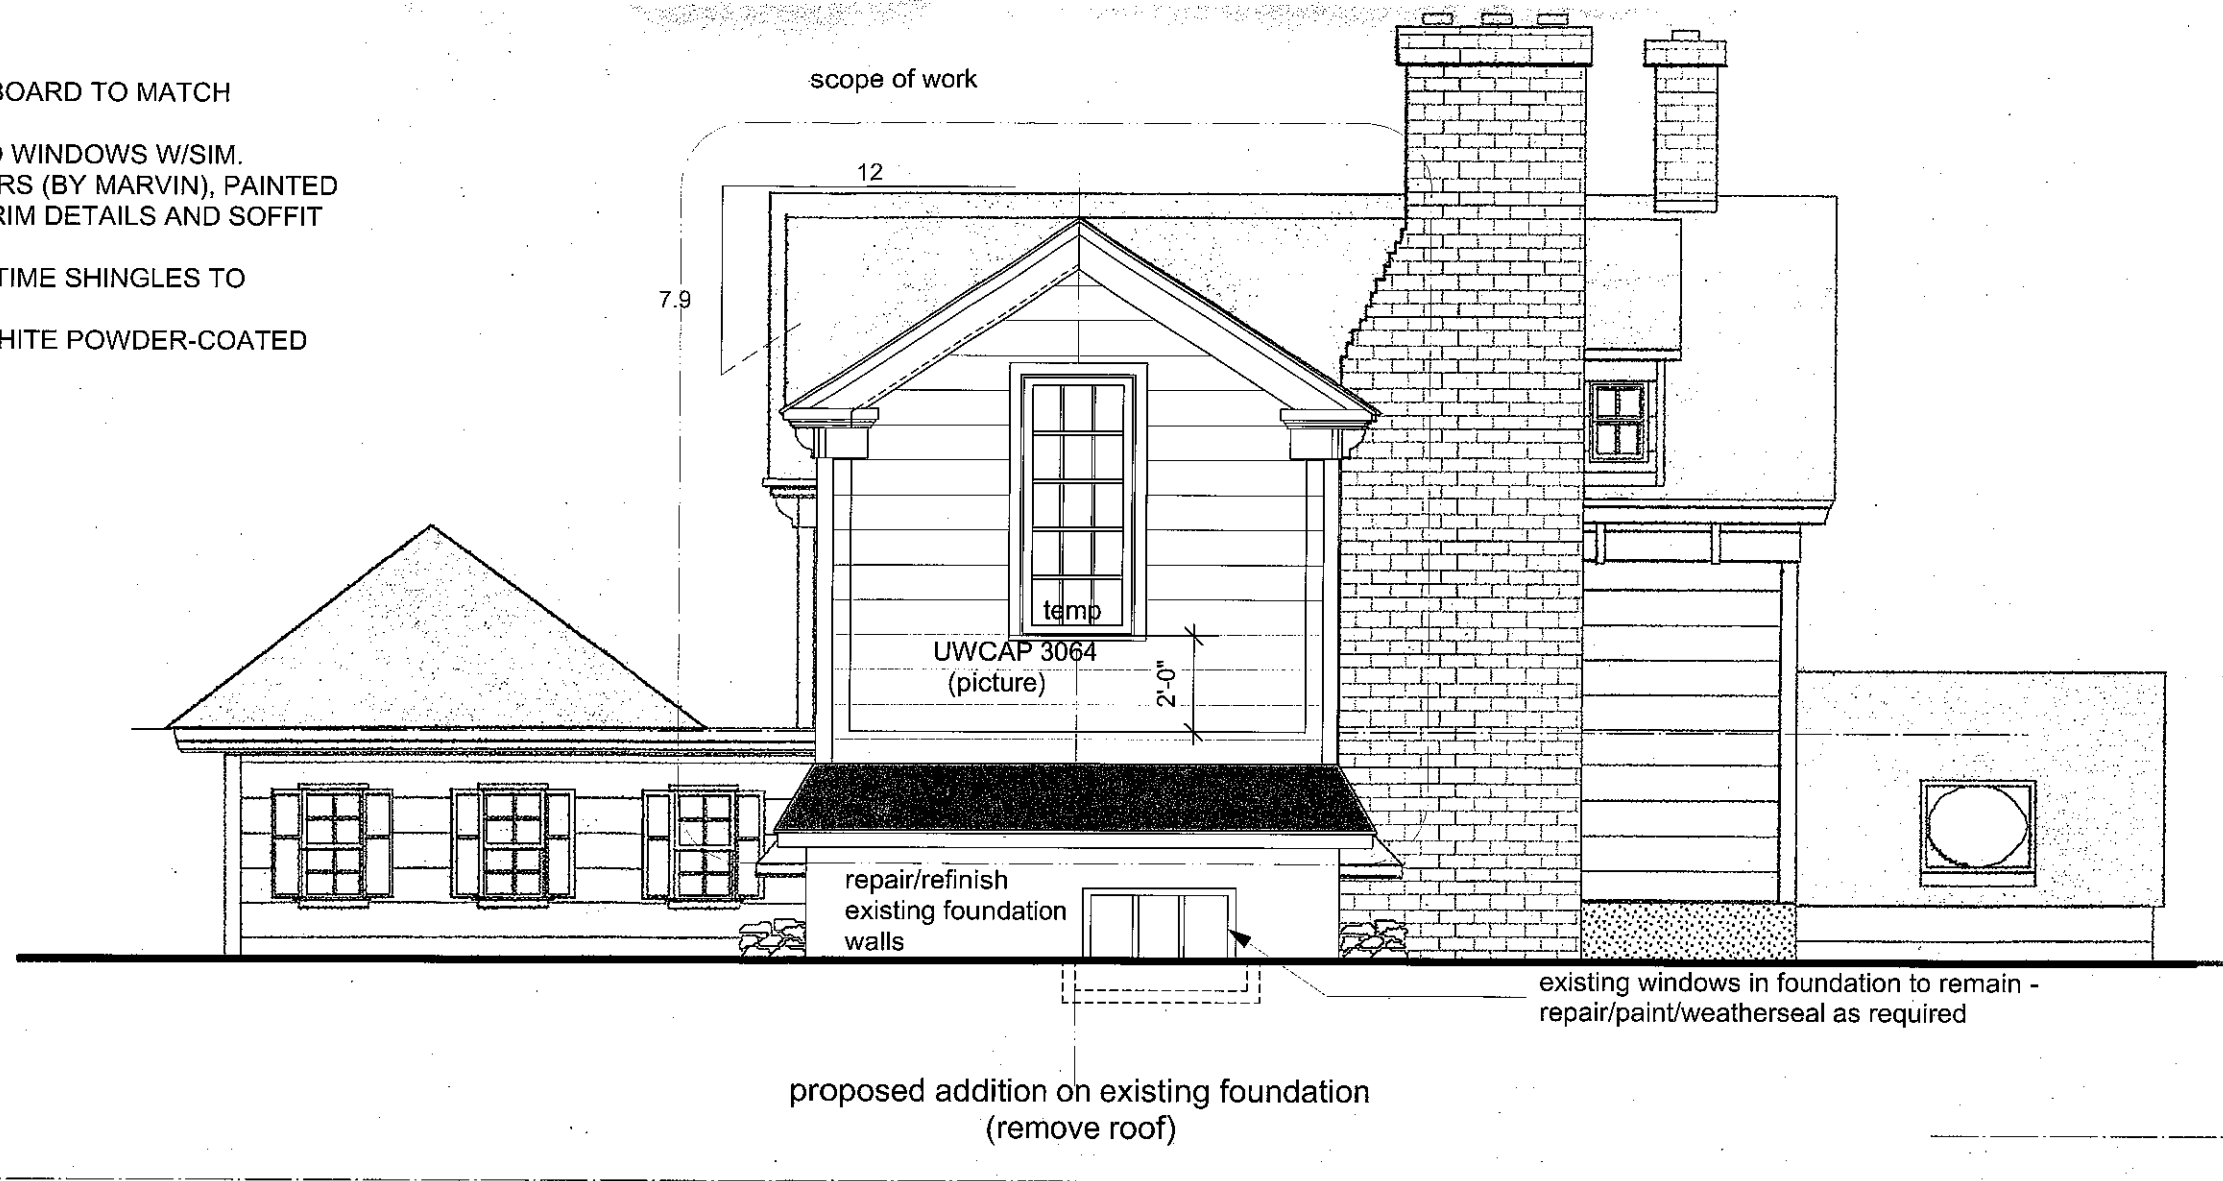 BOARD TO MATCH
WINDOWS W/SIM.
RS (BY MARVIN), PAINTED
RIM DETAILS AND SOFFIT
TIME SHINGLES TO
HITE POWDER-COATED
scope of work
12
7.9
temp
UWCAP 3064
(picture)
2'-0"
repair/refinish
existing foundation
walls
existing windows in foundation to remain -
repair/paint/weatherseal as required
proposed addition on existing foundation
(remove roof)